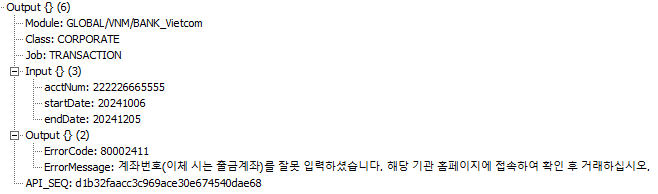 Output {} (6)
Module: GLOBAL/VNM/BANK_Vietcom
Class: CORPORATE
Job: TRANSACTION
Input {} (3)
acctNum: 222226665555
startDate: 20241006
endDate: 20241205
Output {} (2)
ErrorCode: 80002411
ErrorMessage: 계좌번호(이체 시는 출금계좌)를 잘못 입력하셨습니다. 해당 기관 홈페이지에 접속하여 확인 후 거래하십시오.
API_SEQ: d1b32faacc3c969ace30e674540dae68